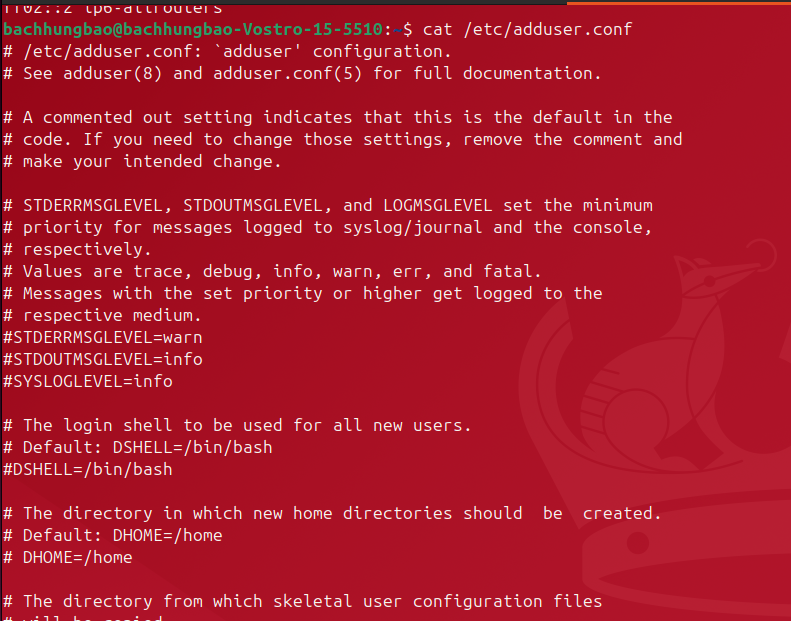 ff02::2 ip6-allrouters
bachhungbao@bachhungbao-Vostro-15-5510:~$ cat /etc/adduser.conf
# /etc/adduser.conf: `adduser' configuration.
# See adduser(8) and adduser.conf(5) for full documentation.
# A commented out setting indicates that this is the default in the
# code. If you need to change those settings, remove the comment and
# make your intended change.
# STDERRMSGLEVEL, STDOUTMSGLEVEL, and LOGMSGLEVEL set the minimum
# priority for messages logged to syslog/journal and the console,
# respectively.
# Values are trace, debug, info, warn, err, and fatal.
# Messages with the set priority or higher get logged to the
# respective medium.
#STDERRMSGLEVEL=warn
#STDOUTMSGLEVEL=info
#SYSLOGLEVEL=info
# The login shell to be used for all new users.
# Default: DSHELL=/bin/bash
#DSHELL=/bin/bash
# The directory in which new home directories should  be  created.
# Default: DHOME=/home
# DHOME=/home
# The directory from which skeletal user configuration files
# will be copied.